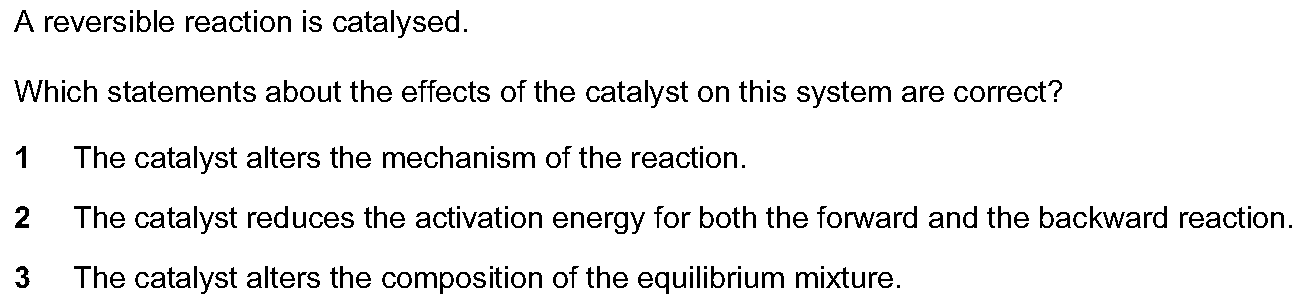 A reversible reaction is catalysed.
Which statements about the effects of the catalyst on this system are correct?
1 The catalyst alters the mechanism of the reaction.
2 The catalyst reduces the activation energy for both the forward and the backward reaction.
3 The catalyst alters the composition of the equilibrium mixture.